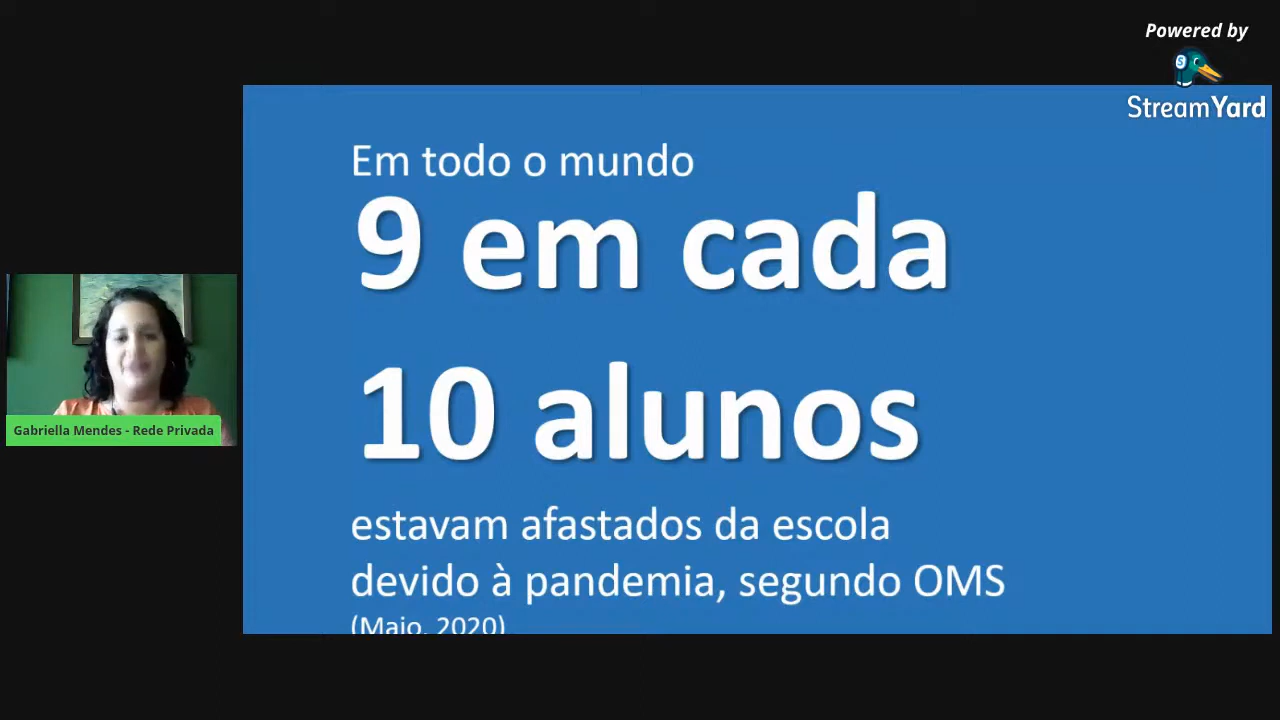 Powered by
StreamYard
Em todo o mundo
9 em cada
10 alunos
estavam afastados da escola
devido à pandemia, segundo OMS
(Maio, 2020)
Gabriella Mendes - Rede Privada